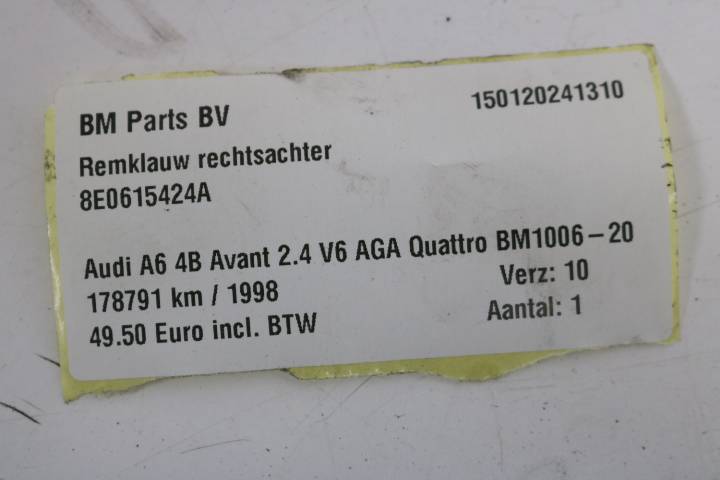 BM Parts BV 150120241310
Remklauw rechtsachter
8E0615424A
Audi A6 4B Avant 2.4 V6 AGA Quattro BM1006-20
178791 km / 1998 Verz: 10
49.50 Euro incl. BTW Aantal: 1